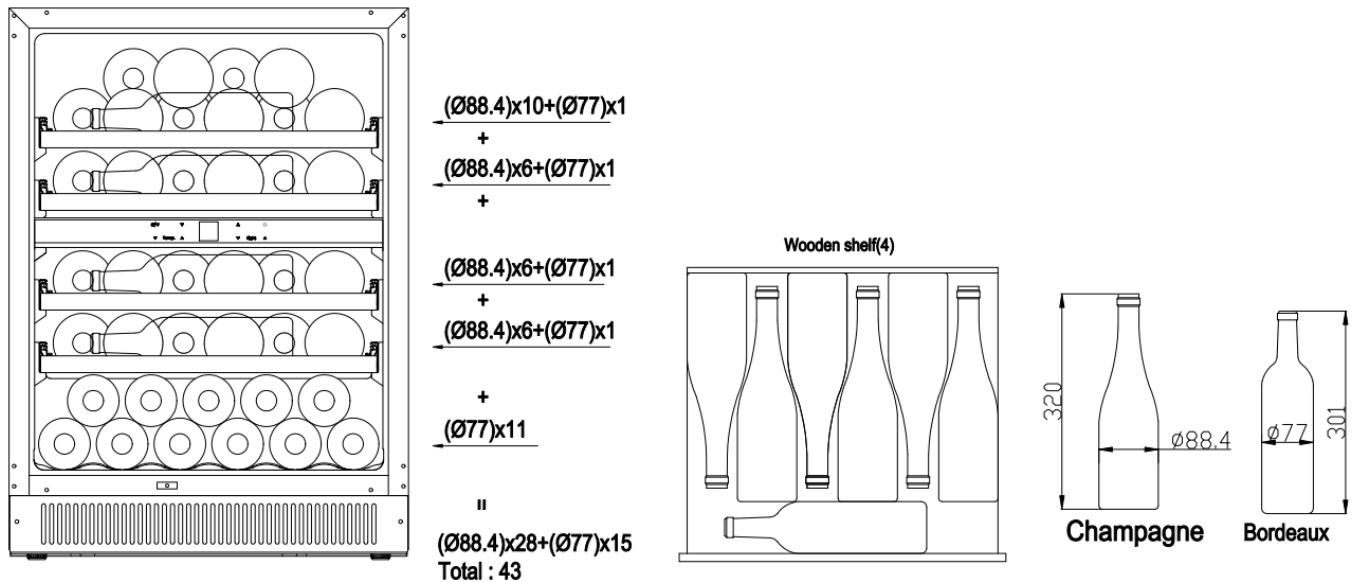 (Ø88.4)x10+(Ø77)x1
+
(Ø88.4)x6+(Ø77)x1
+
(Ø88.4)x6+(Ø77)x1
+
(Ø88.4)x6+(Ø77)x1
+
(Ø77)x11
=
(Ø88.4)x28+(Ø77)x15
Total : 43
Wooden shelf(4)
320
Ø88.4
Champagne
Ø77
301
Bordeaux